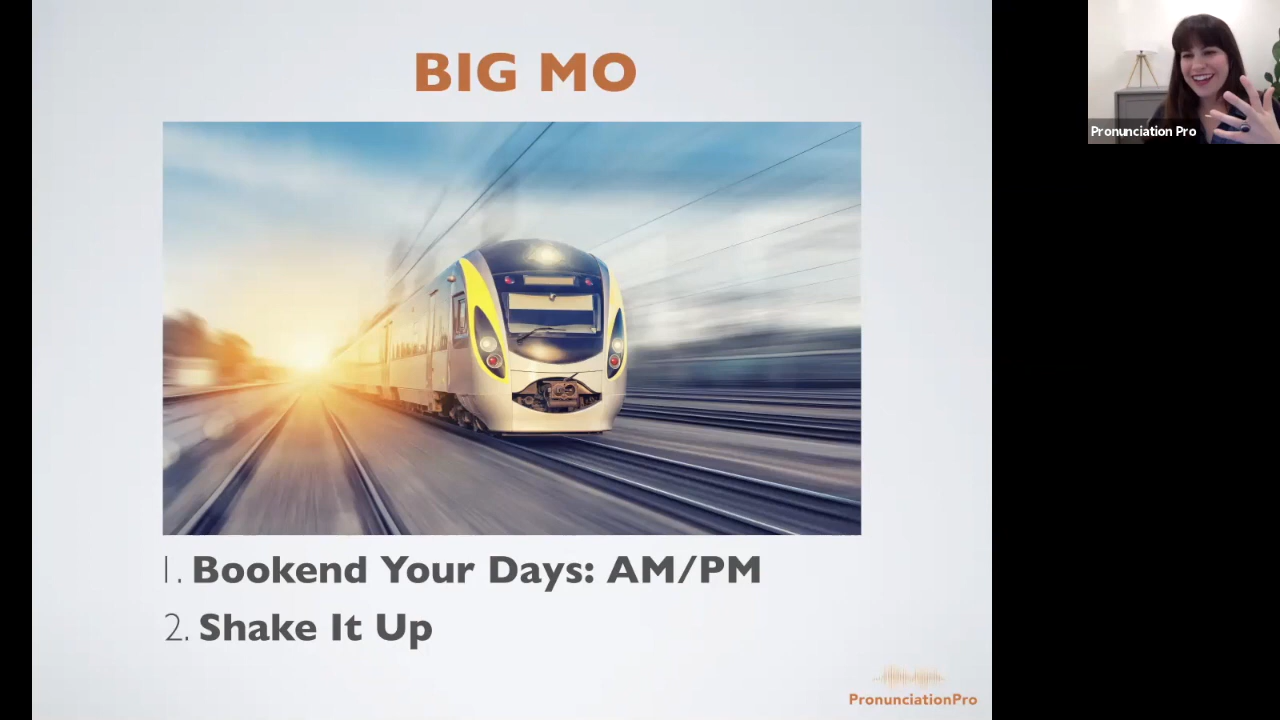 BIG MO
Pronunciation Pro
1. Bookend Your Days: AM/PM
2. Shake It Up
PronunciationPro